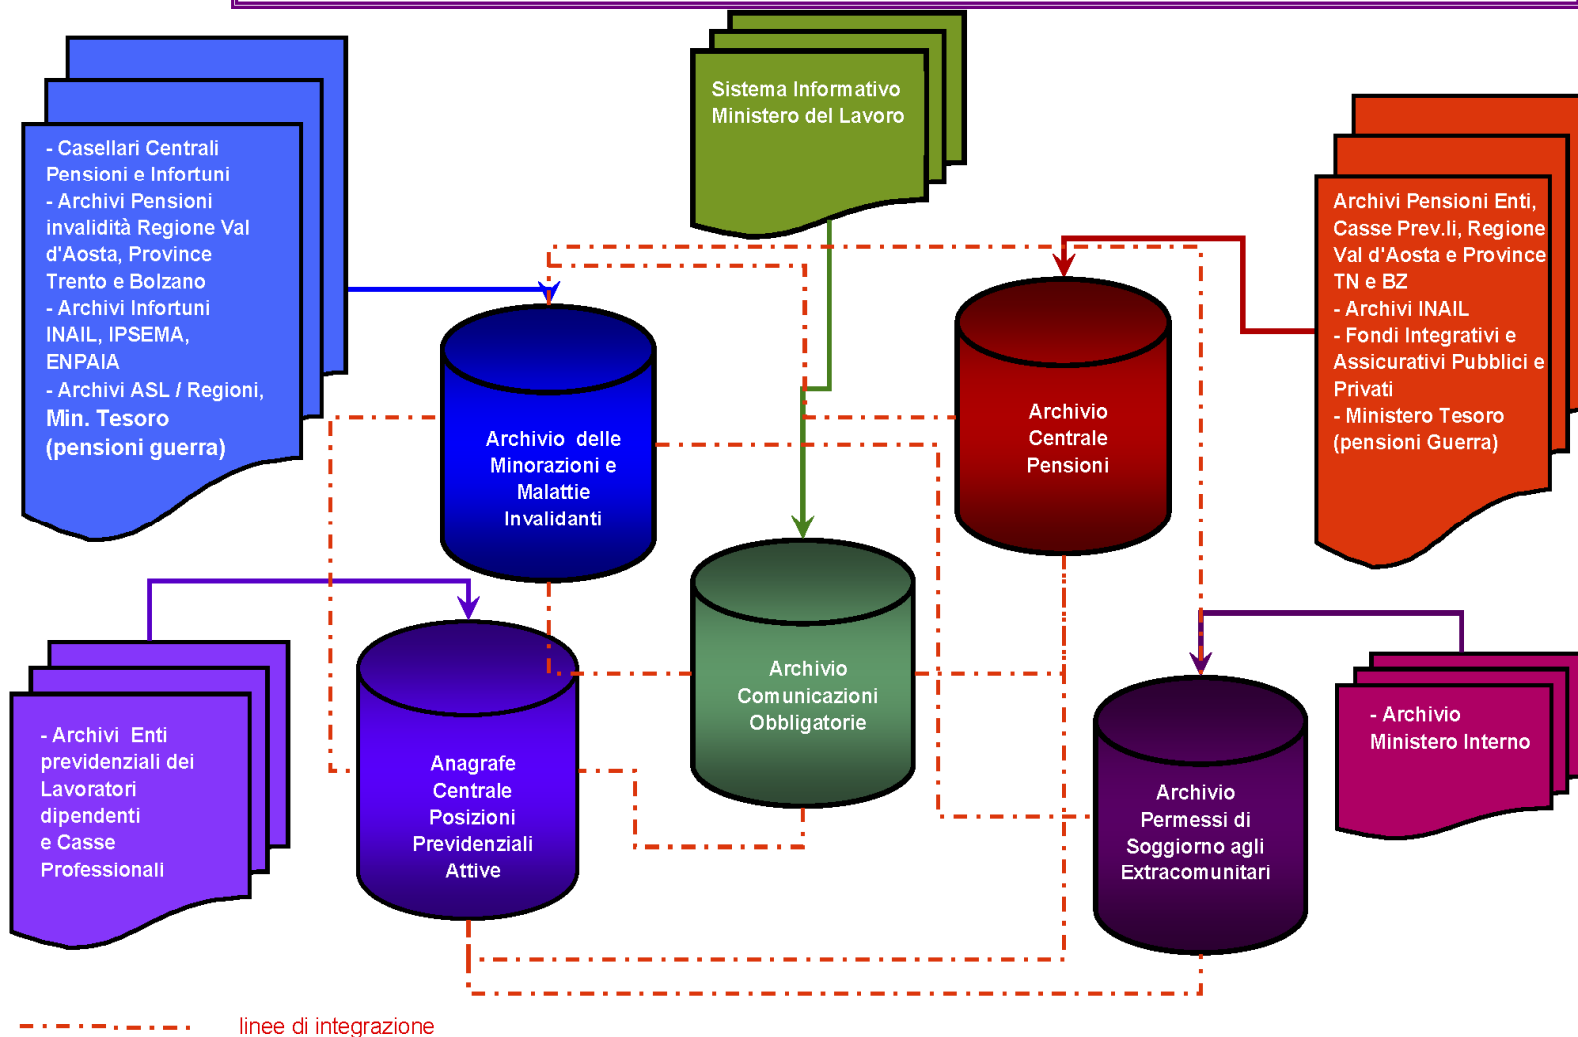 Sistema Informativo
Ministero del Lavoro
- Casellari Centrali
Pensioni e Infortuni
- Archivi Pensioni
invalidità Regione Val
d'Aosta, Province
Trento e Bolzano
- Archivi Infortuni
INAIL, IPSEMA,
ENPAIA
- Archivi ASL / Regioni,
Min. Tesoro
(pensioni guerra)
Archivi Pensioni Enti,
Casse Prev.li, Regione
Val d'Aosta e Province
TN e BZ
- Archivi INAIL
- Fondi Integrativi e
Assicurativi Pubblici e
Privati
- Ministero Tesoro
(pensioni Guerra)
Archivio delle
Minorazioni e
Malattie
Invalidanti
Archivio
Centrale
Pensioni
Archivio
Comunicazioni
Obbligatorie
- Archivi Enti
previdenziali dei
Lavoratori
dipendenti
e Casse
Professionali
Anagrafe
Centrale
Posizioni
Previdenziali
Attive
Archivio
Permessi di
Soggiorno agli
Extracomunitari
- Archivio
Ministero Interno
linee di integrazione